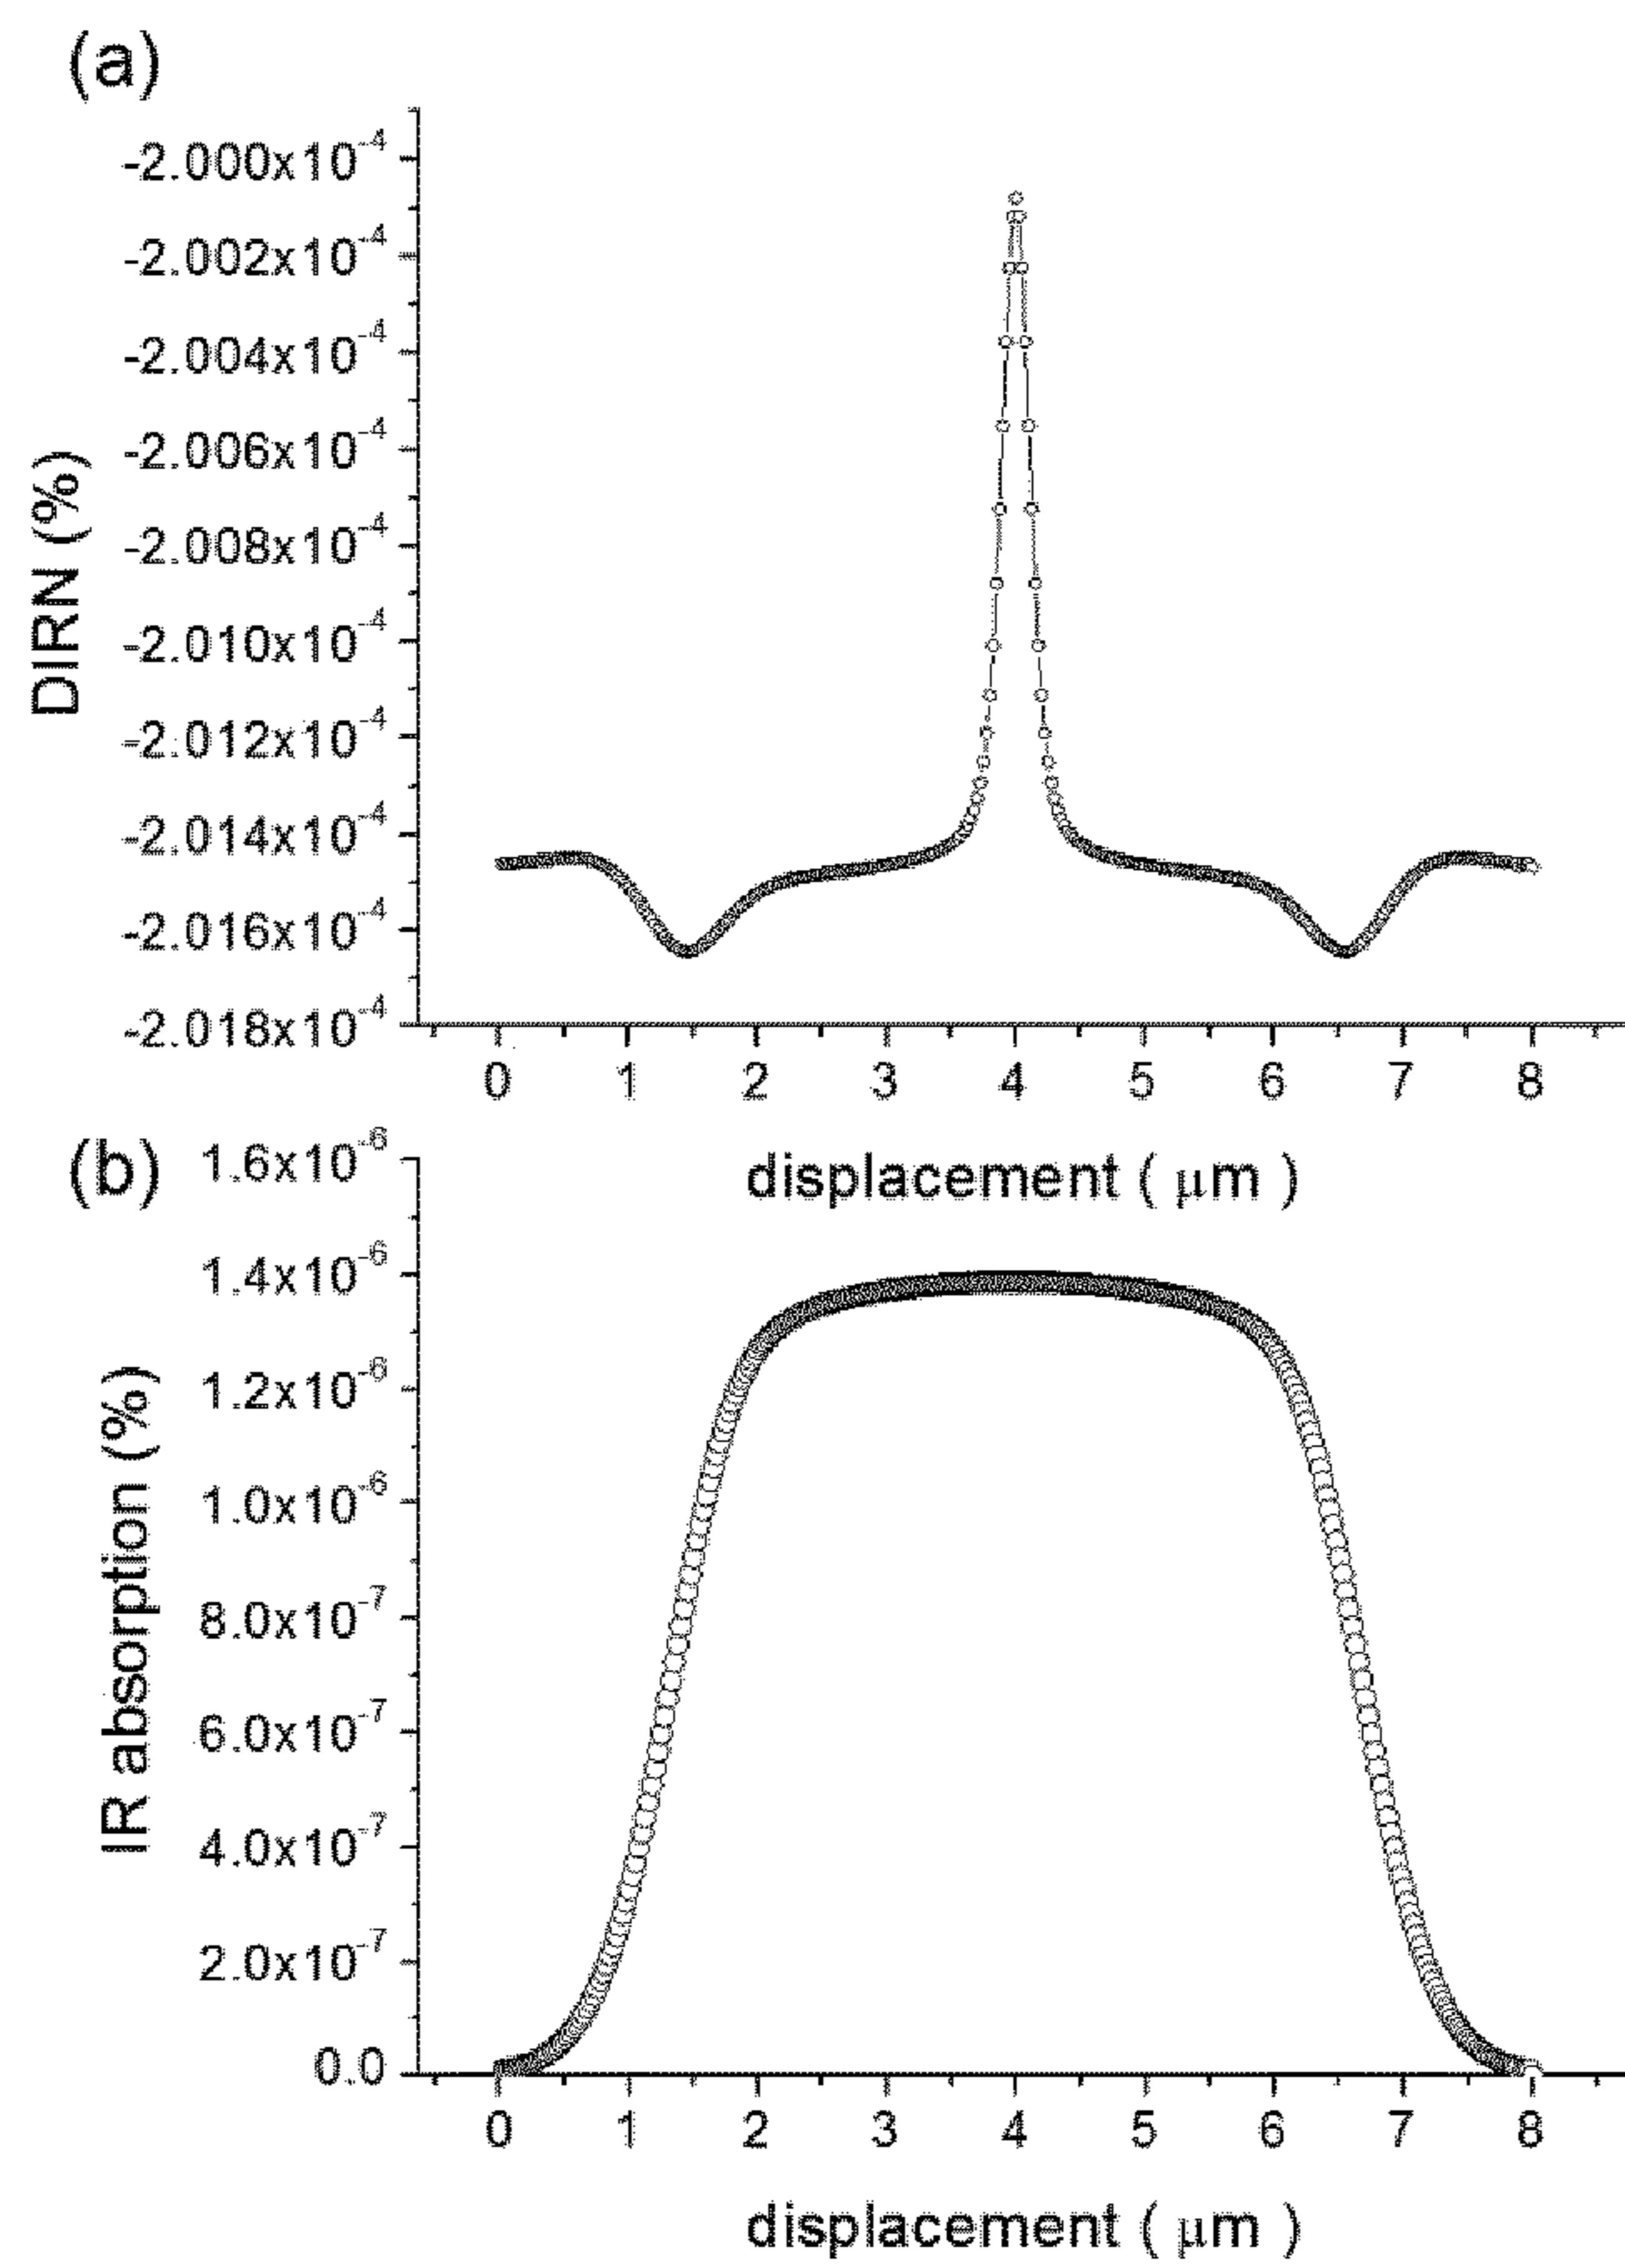 (a)
DIRN (%)
-2.000x10⁻⁴
-2.002x10⁻⁴
-2.004x10⁻⁴
-2.006x10⁻⁴
-2.008x10⁻⁴
-2.010x10⁻⁴
-2.012x10⁻⁴
-2.014x10⁻⁴
-2.016x10⁻⁴
-2.018x10⁻⁴
0 1 2 3 4 5 6 7 8
displacement ( μm )
(b)
IR absorption (%)
1.6x10⁻⁶
1.4x10⁻⁶
1.2x10⁻⁶
1.0x10⁻⁶
8.0x10⁻⁷
6.0x10⁻⁷
4.0x10⁻⁷
2.0x10⁻⁷
0.0
0 1 2 3 4 5 6 7 8
displacement ( μm )